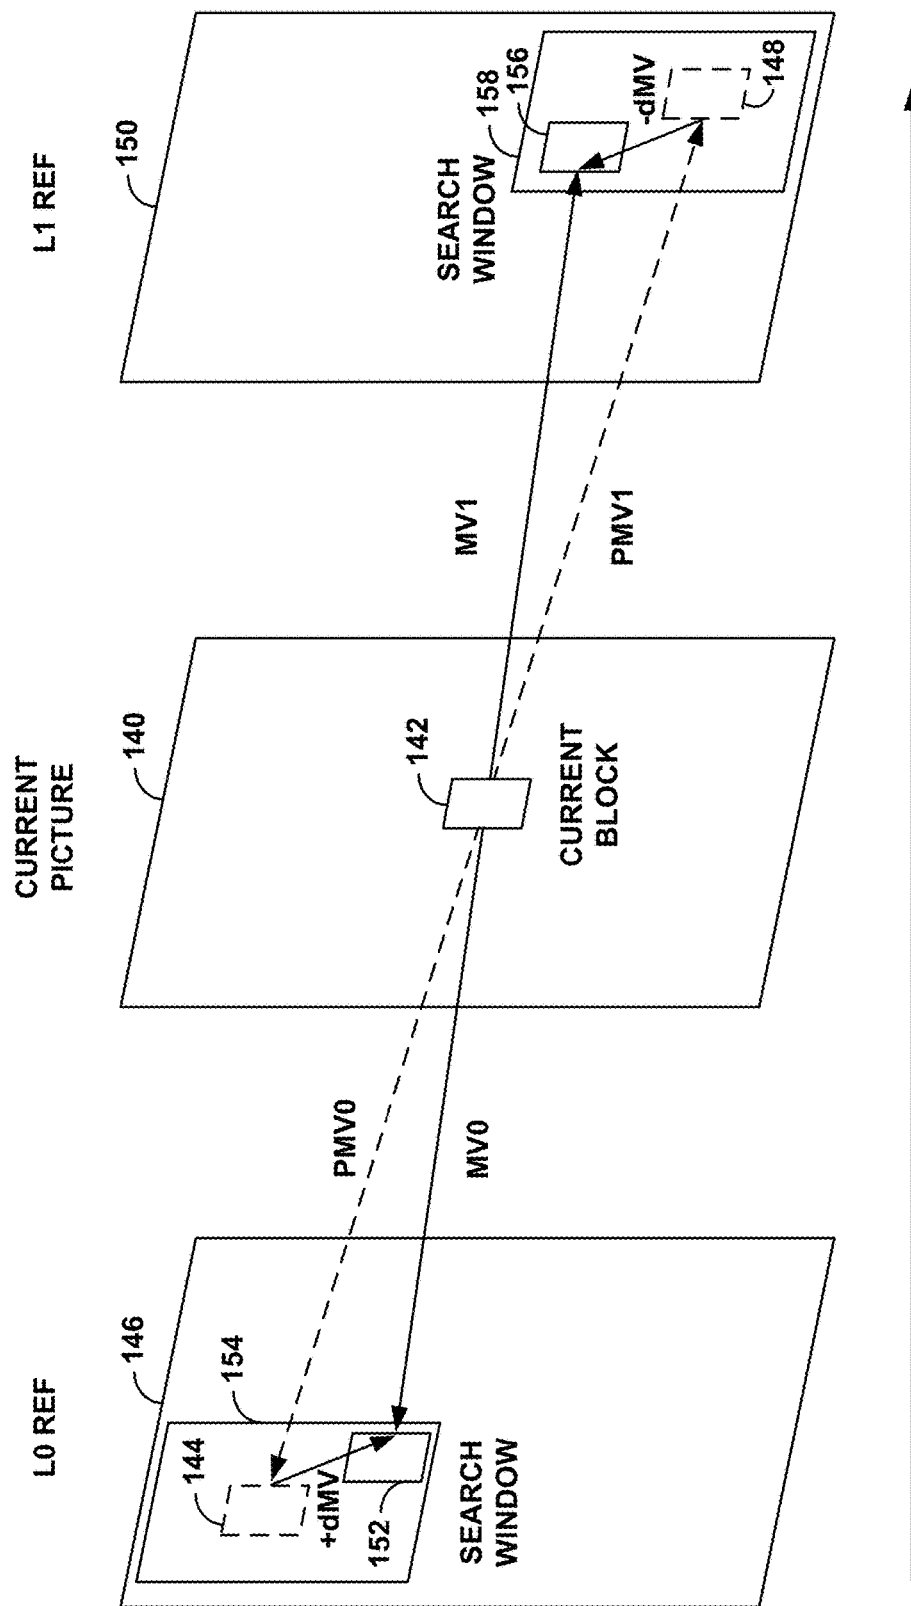 L0 REF
CURRENT
PICTURE
L1 REF
146
140
150
154
144
+dMV
152
SEARCH
WINDOW
PMV0
MV0
142
CURRENT
BLOCK
MV1
PMV1
SEARCH
WINDOW
158
156
-dMV
148